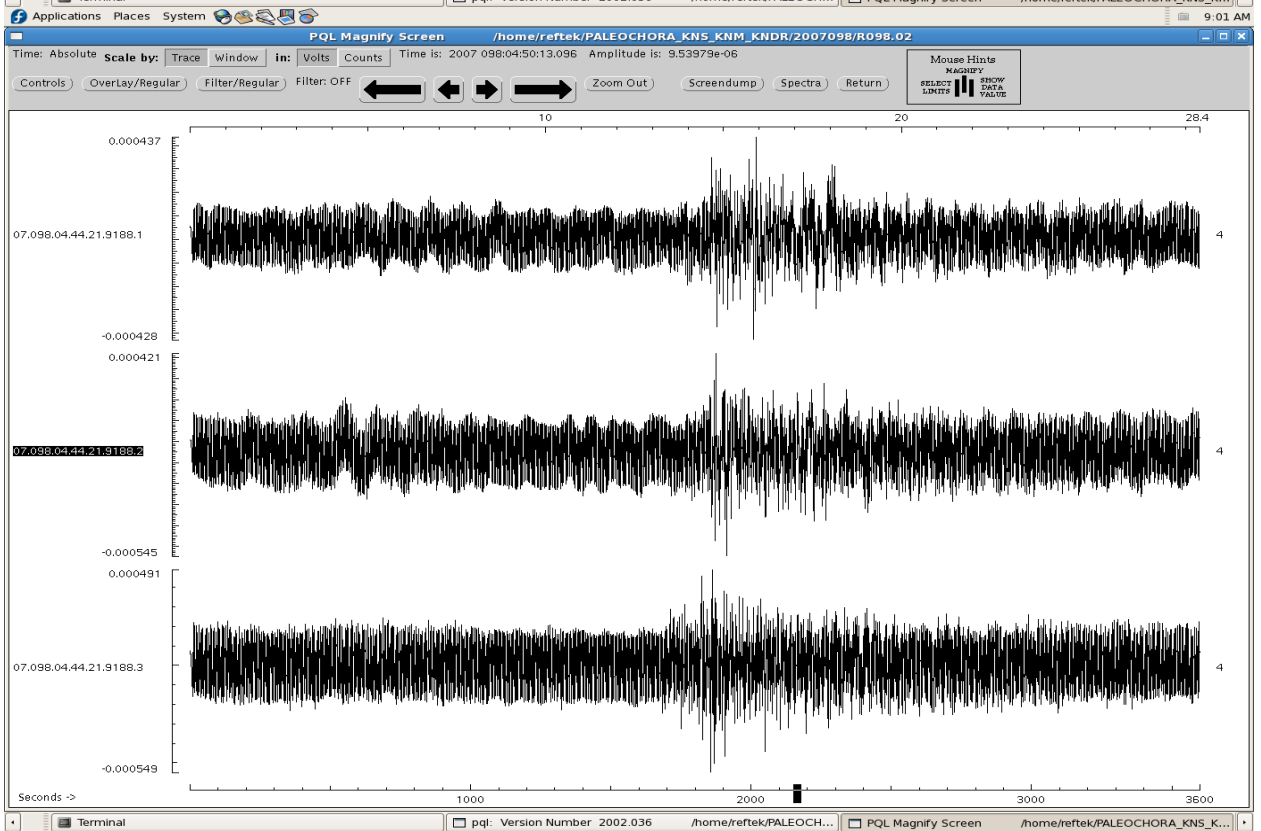 Applications Places System 9:01 AM
PQL Magnify Screen /home/reftek/PALEOCHORA_KNS_KNM_KNDR/2007098/R098.02
Time: Absolute Scale by: Trace Window in: Volts Counts Time is: 2007 098:04:50:13.096 Amplitude is: 9.53979e-06
Controls OverLay/Regular Filter/Regular Filter: OFF Zoom Out Screendump Spectra Return
Mouse Hints
MAGNIFY
SELECT LIMITS
SHOW DATA VALUE
10 20 28.4
0.000437
07.098.04.44.21.9188.1 4
-0.000428
0.000421
07.098.04.44.21.9188.2 4
-0.000545
0.000491
07.098.04.44.21.9188.3 4
-0.000549
Seconds -> 1000 2000 3000 3600
Terminal pql: Version Number 2002.036 /home/reftek/PALEOCH... PQL Magnify Screen /home/reftek/PALEOCHORA_KNS_K...